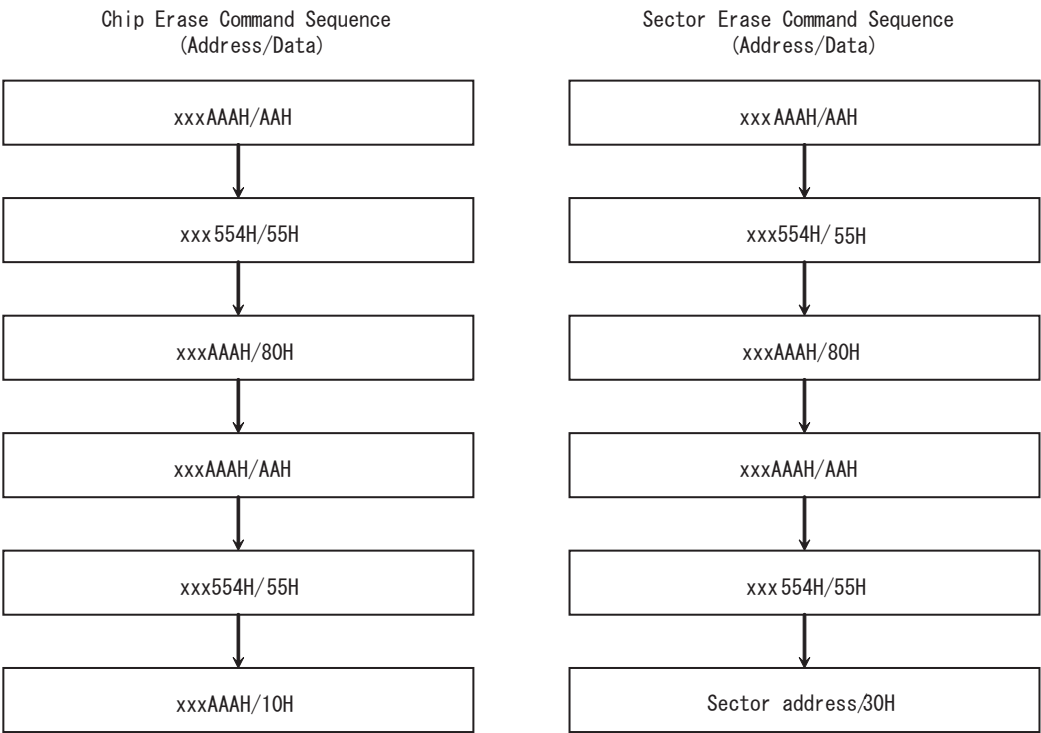 Chip Erase Command Sequence
(Address/Data)
xxxAAAH/AAH
xxx554H/55H
xxxAAAH/80H
xxxAAAH/AAH
xxx554H/55H
xxxAAAH/10H
Sector Erase Command Sequence
(Address/Data)
xxxAAAH/AAH
xxx554H/55H
xxxAAAH/80H
xxxAAAH/AAH
xxx554H/55H
Sector address/30H